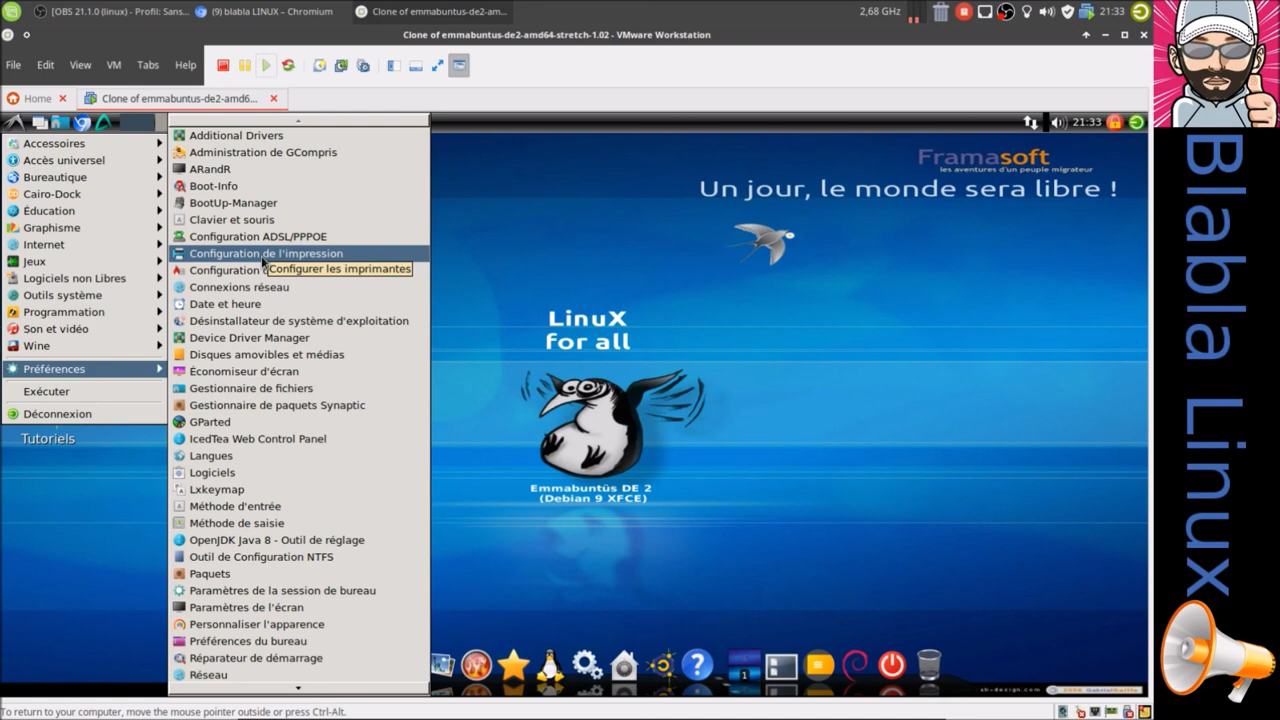 [OBS 21.1.0 (linux) - Profil: Sans...
(9) blabla LINUX – Chromium
Clone of emmabuntus-de2-am...
2,68 GHz
21:33
Clone of emmabuntus-de2-amd64-stretch-1.02 - VMware Workstation
File Edit View VM Tabs Help
Home
Clone of emmabuntus-de2-amd6...
21:33
Accessoires
Accès universel
Bureautique
Cairo-Dock
Éducation
Graphisme
Internet
Jeux
Logiciels non Libres
Outils système
Programmation
Son et vidéo
Wine
Préférences
Exécuter
Déconnexion
Tutoriels
Additional Drivers
Administration de GCompris
ARandR
Boot-Info
BootUp-Manager
Clavier et souris
Configuration ADSL/PPPOE
Configuration de l'impression
Configuration
Configurer les imprimantes
Connexions réseau
Date et heure
Désinstallateur de système d'exploitation
Device Driver Manager
Disques amovibles et médias
Économiseur d'écran
Gestionnaire de fichiers
Gestionnaire de paquets Synaptic
GParted
IcedTea Web Control Panel
Langues
Logiciels
Lxkeymap
Méthode d'entrée
Méthode de saisie
OpenJDK Java 8 - Outil de réglage
Outil de Configuration NTFS
Paquets
Paramètres de la session de bureau
Paramètres de l'écran
Personnaliser l'apparence
Préférences du bureau
Réparateur de démarrage
Réseau
Framasoft
les aventures d'un peuple migrateur
Un jour, le monde sera libre !
LinuX
for all
Emmabuntüs DE 2
(Debian 9 XFCE)
1
To return to your computer, move the mouse pointer outside or press Ctrl-Alt.
Blabla Linux